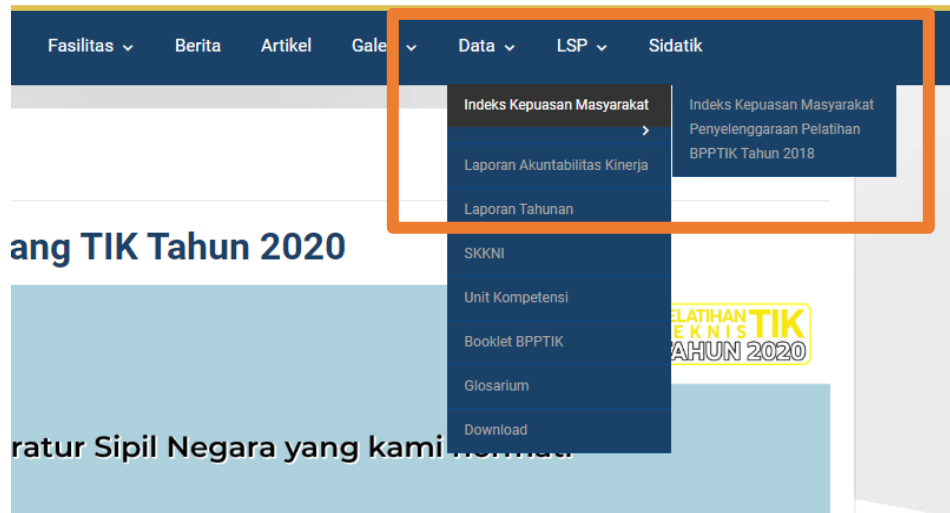 Fasilitas Berita Artikel Data LSP Sidatik
Indeks Kepuasan Masyarakat
Indeks Kepuasan Masyarakat
Penyelenggaraan Pelatihan
BPPTIK Tahun 2018
Laporan Akuntabilitas Kinerja
Laporan Tahunan
SKKNI
Unit Kompetensi
Booklet BPPTIK
Glosarium
Download
ang TIK Tahun 2020
ELATIHAN TIK
EKNIS
AHUN 2020
ratur Sipil Negara yang kami